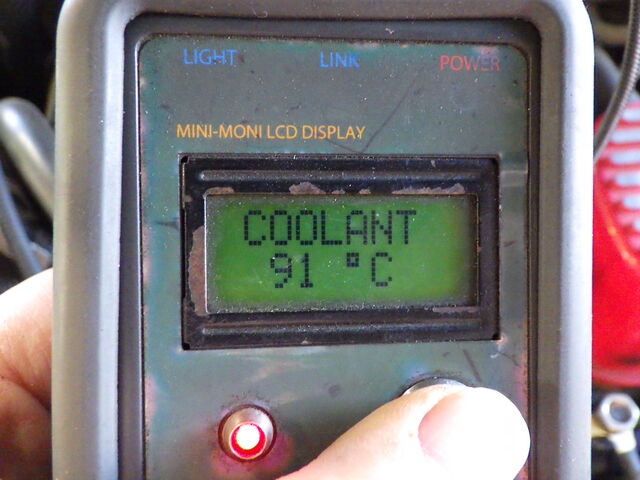 LIGHT LINK POWER
MINI-MONI LCD DISPLAY
COOLANT
91 °C